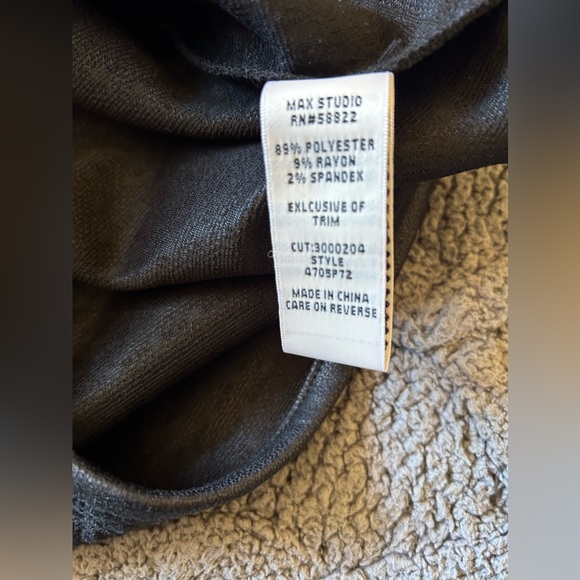 MAX STUDIO
RN#58822
89% POLYESTER
9% RAYON
2% SPANDEX
EXLCUSIVE OF
TRIM
CUT:3000204
STYLE
4705P72
MADE IN CHINA
CARE ON REVERSE